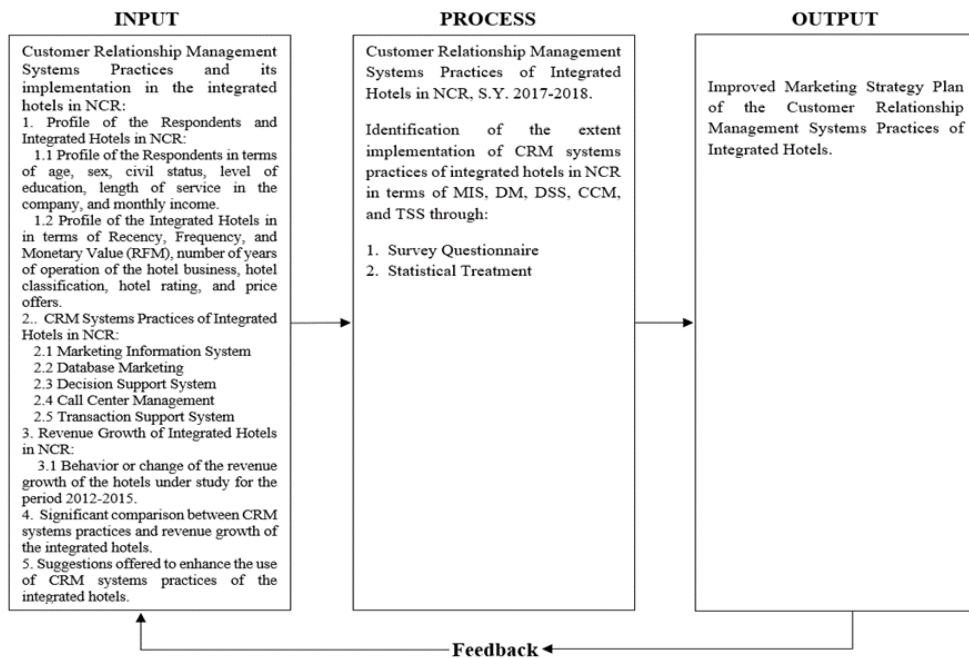 INPUT
Customer Relationship Management
Systems Practices and its
implementation in the integrated
hotels in NCR:
1. Profile of the Respondents and
Integrated Hotels in NCR:
1.1 Profile of the Respondents in terms
of age, sex, civil status, level of
education, length of service in the
company, and monthly income.
1.2 Profile of the Integrated Hotels in
in terms of Recency, Frequency, and
Monetary Value (RFM), number of years
of operation of the hotel business, hotel
classification, hotel rating, and price
offers.
2.. CRM Systems Practices of Integrated
Hotels in NCR:
2.1 Marketing Information System
2.2 Database Marketing
2.3 Decision Support System
2.4 Call Center Management
2.5 Transaction Support System
3. Revenue Growth of Integrated Hotels
in NCR:
3.1 Behavior or change of the revenue
growth of the hotels under study for the
period 2012-2015.
4. Significant comparison between CRM
systems practices and revenue growth of
the integrated hotels.
5. Suggestions offered to enhance the use
of CRM systems practices of the
integrated hotels.
PROCESS
Customer Relationship Management
Systems Practices of Integrated
Hotels in NCR, S.Y. 2017-2018.
Identification of the extent
implementation of CRM systems
practices of integrated hotels in NCR
in terms of MIS, DM, DSS, CCM,
and TSS through:
1. Survey Questionnaire
2. Statistical Treatment
OUTPUT
Improved Marketing Strategy Plan
of the Customer Relationship
Management Systems Practices of
Integrated Hotels.
Feedback